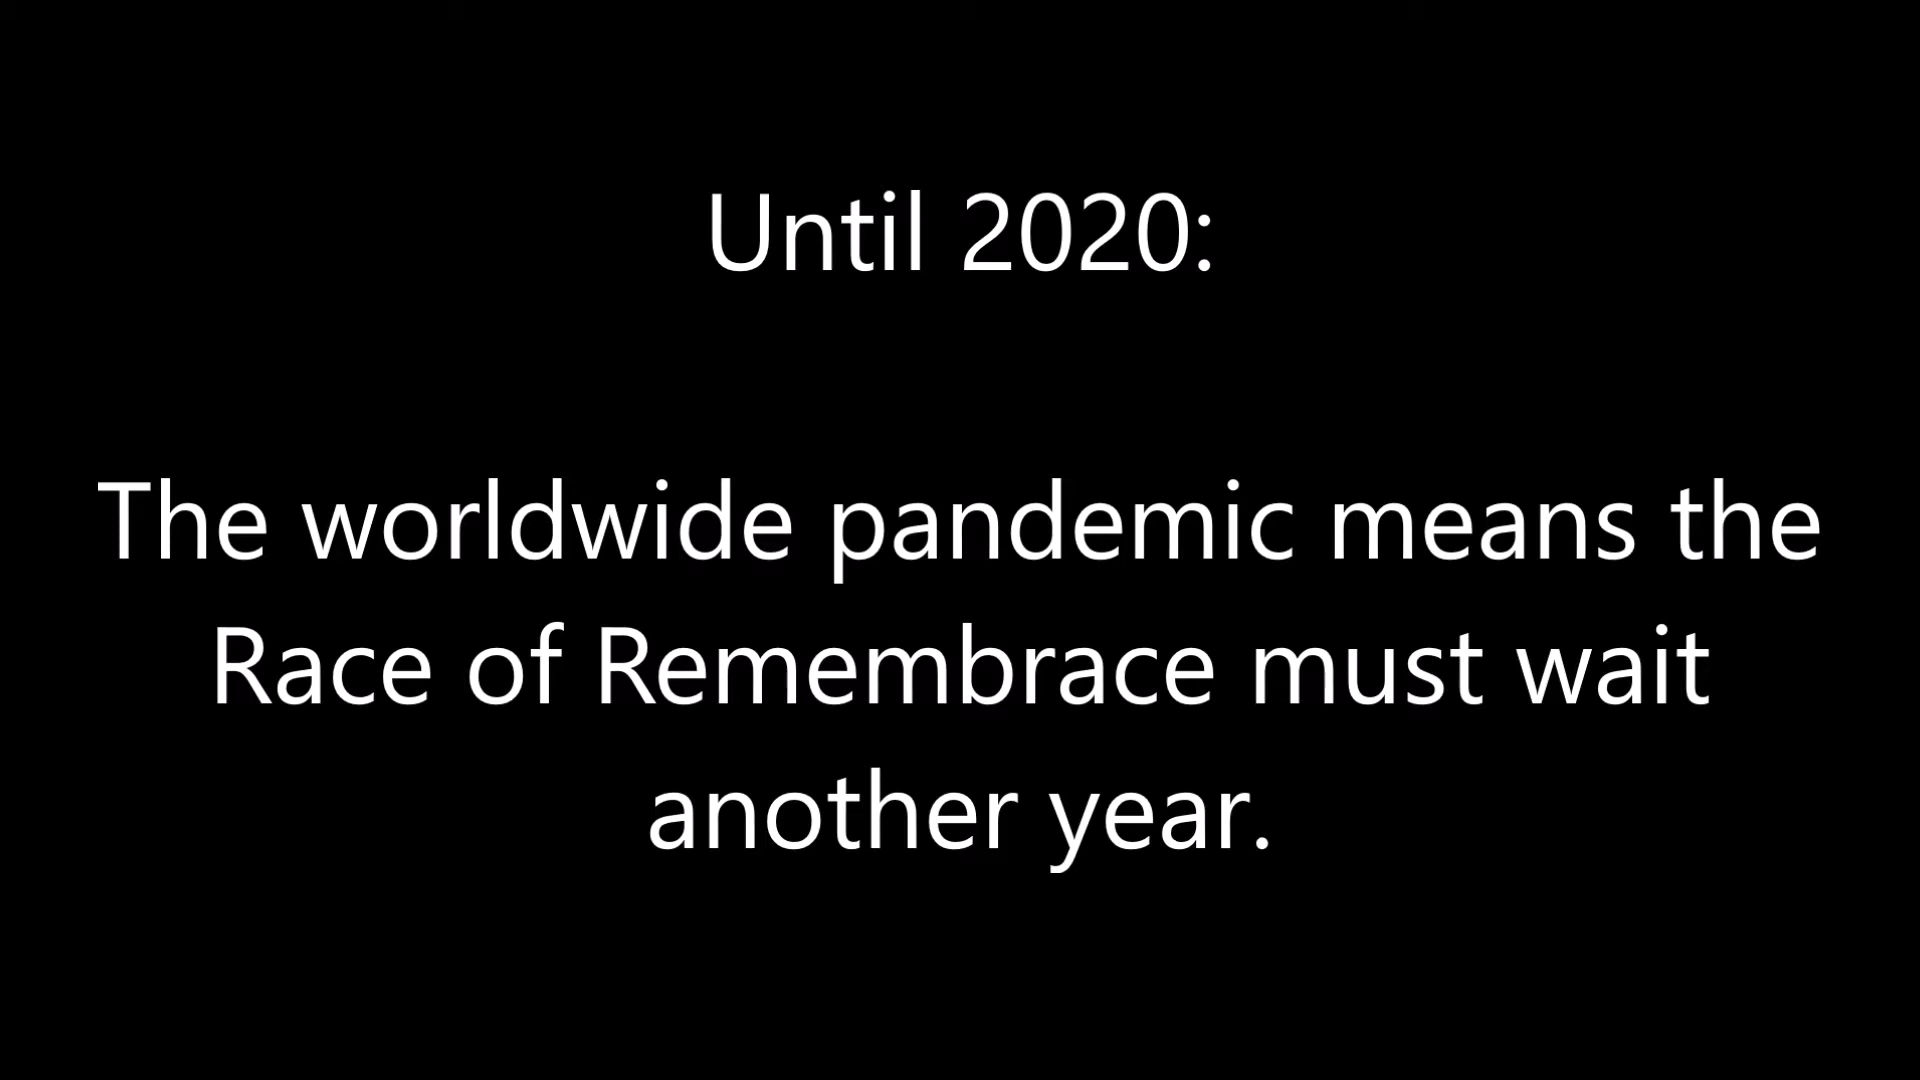 Until 2020:
The worldwide pandemic means the
Race of Remembrace must wait
another year.